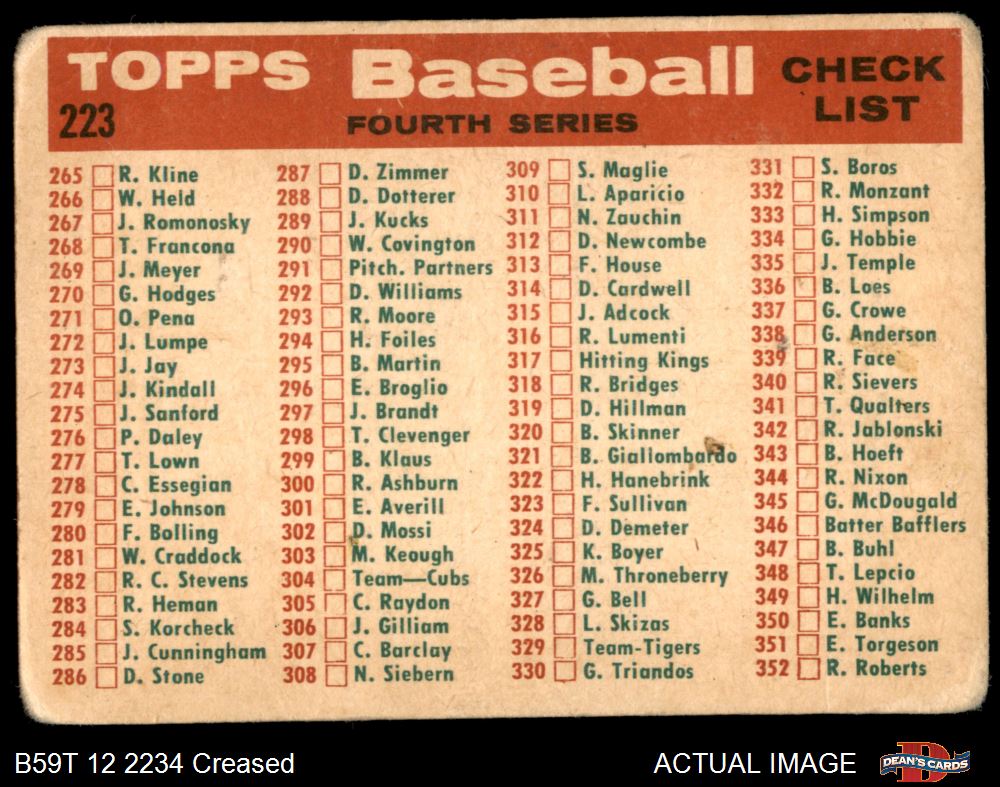 TOPPS Baseball CHECK LIST
223
FOURTH SERIES
265 R. Kline
266 W. Held
267 J. Romonosky
268 T. Francona
269 J. Meyer
270 G. Hodges
271 O. Pena
272 J. Lumpe
273 J. Jay
274 J. Kindall
275 J. Sanford
276 P. Daley
277 T. Lown
278 C. Essegian
279 E. Johnson
280 F. Bolling
281 W. Craddock
282 R. C. Stevens
283 R. Heman
284 S. Korcheck
285 J. Cunningham
286 D. Stone
287 D. Zimmer
288 D. Dotterer
289 J. Kucks
290 W. Covington
291 Pitch. Partners
292 D. Williams
293 R. Moore
294 H. Foiles
295 B. Martin
296 E. Broglio
297 J. Brandt
298 T. Clevenger
299 B. Klaus
300 R. Ashburn
301 E. Averill
302 D. Mossi
303 M. Keough
304 Team—Cubs
305 C. Raydon
306 J. Gilliam
307 C. Barclay
308 N. Siebern
309 S. Maglie
310 L. Aparicio
311 N. Zauchin
312 D. Newcombe
313 F. House
314 D. Cardwell
315 J. Adcock
316 R. Lumenti
317 Hitting Kings
318 R. Bridges
319 D. Hillman
320 B. Skinner
321 B. Giallombardo
322 H. Hanebrink
323 F. Sullivan
324 D. Demeter
325 K. Boyer
326 M. Throneberry
327 G. Bell
328 L. Skizas
329 Team-Tigers
330 G. Triandos
331 S. Boros
332 R. Monzant
333 H. Simpson
334 G. Hobbie
335 J. Temple
336 B. Loes
337 G. Crowe
338 G. Anderson
339 R. Face
340 R. Sievers
341 T. Qualters
342 R. Jablonski
343 B. Hoeft
344 R. Nixon
345 G. McDougald
346 Batter Bafflers
347 B. Buhl
348 T. Lepcio
349 H. Wilhelm
350 E. Banks
351 E. Torgeson
352 R. Roberts
B59T 12 2234 Creased
ACTUAL IMAGE
D
DEAN'S CARDS